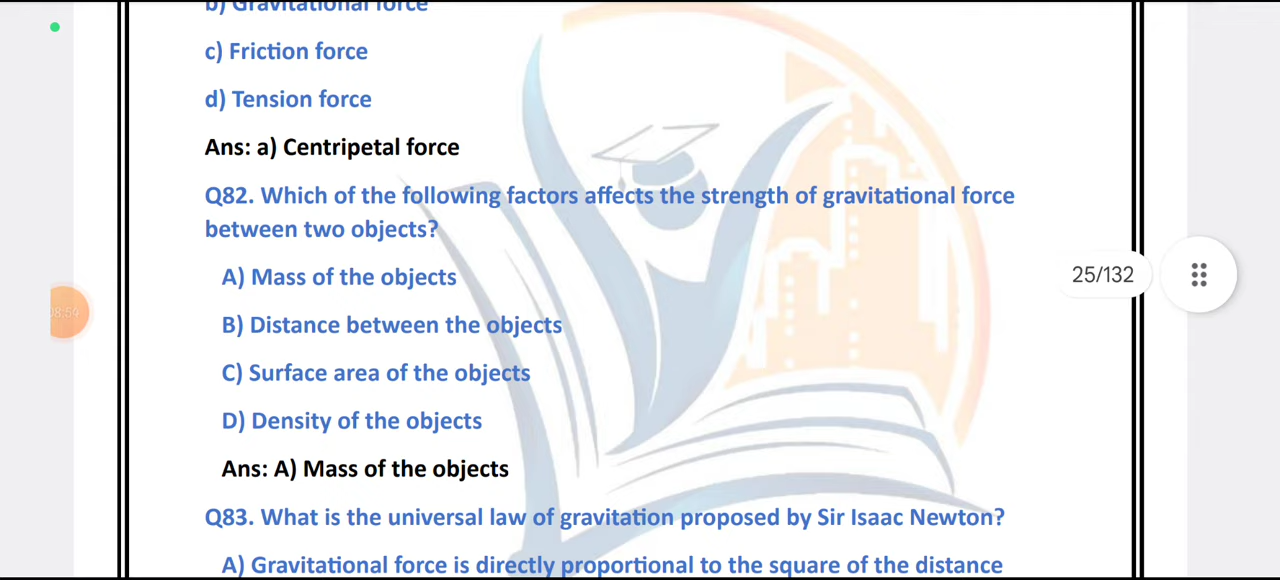 b) Gravitational force
c) Friction force
d) Tension force
Ans: a) Centripetal force
Q82. Which of the following factors affects the strength of gravitational force
between two objects?
A) Mass of the objects
25/132
B) Distance between the objects
C) Surface area of the objects
D) Density of the objects
Ans: A) Mass of the objects
Q83. What is the universal law of gravitation proposed by Sir Isaac Newton?
A) Gravitational force is directly proportional to the square of the distance